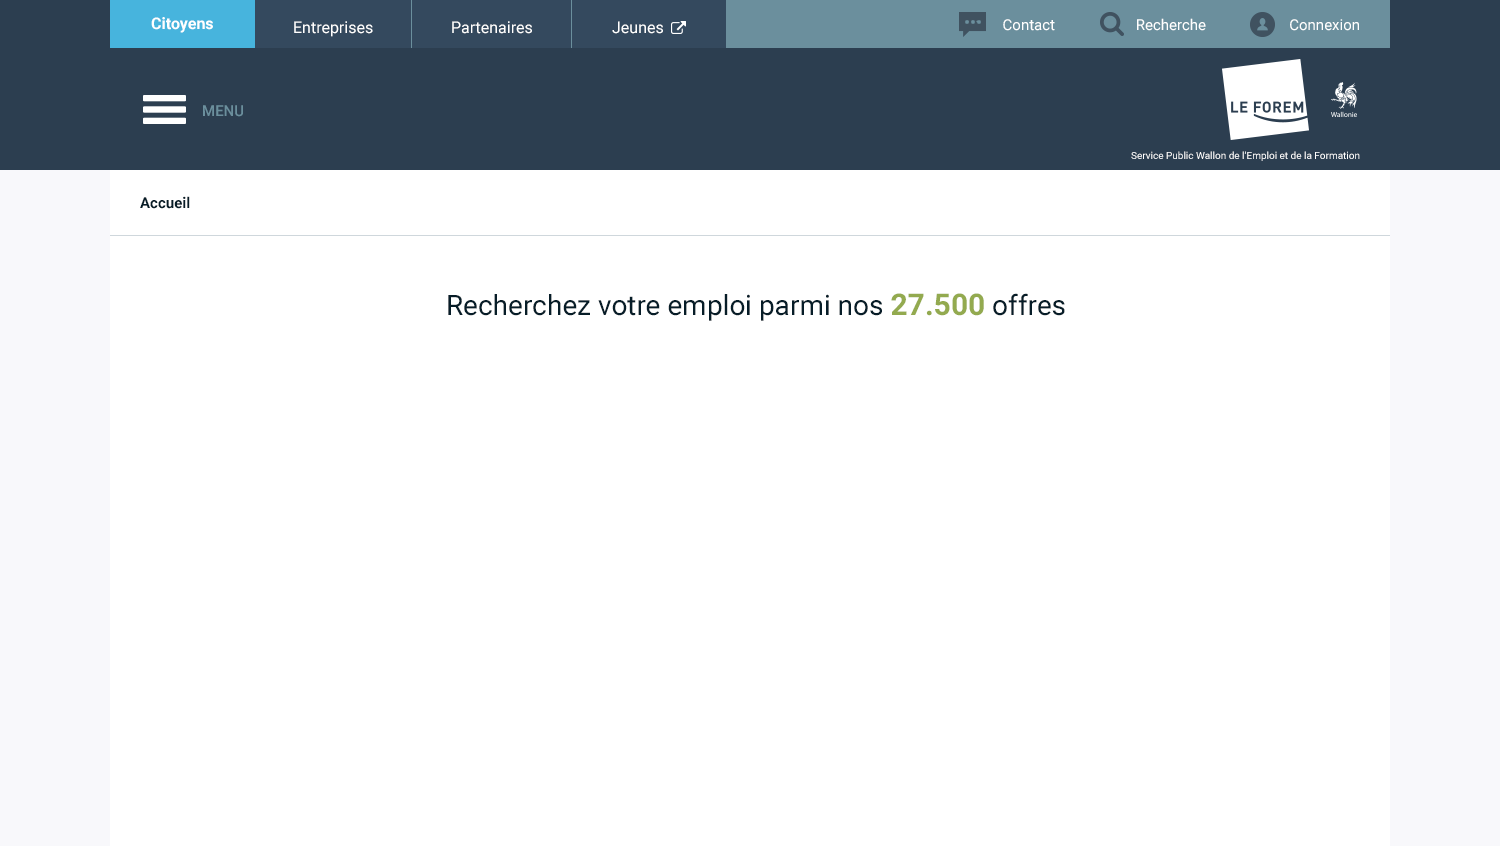 Citoyens
Entreprises
Partenaires
Jeunes
Contact
Recherche
Connexion
MENU
LE FOREM
Wallonie
Service Public Wallon de l'Emploi et de la Formation
Accueil
Recherchez votre emploi parmi nos 27.500 offres